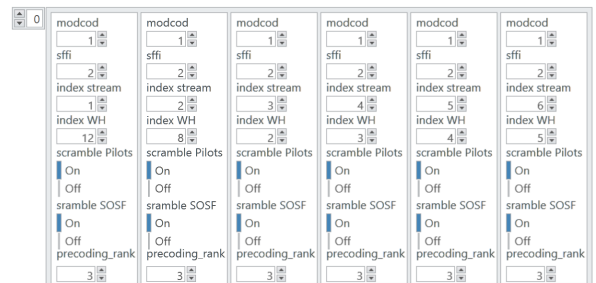 0
modcod modcod modcod modcod modcod modcod
1 1 1 1 1 1
sffi sffi sffi sffi sffi sffi
2 2 2 2 2 2
index stream index stream index stream index stream index stream index stream
1 2 3 4 5 6
index WH index WH index WH index WH index WH index WH
12 8 2 3 4 5
scramble Pilots scramble Pilots scramble Pilots scramble Pilots scramble Pilots scramble Pilots
On On On On On On
Off Off Off Off Off Off
sramble SOSF sramble SOSF sramble SOSF sramble SOSF sramble SOSF sramble SOSF
On On On On On On
Off Off Off Off Off Off
precoding_rank precoding_rank precoding_rank precoding_rank precoding_rank precoding_rank
3 3 3 3 3 3